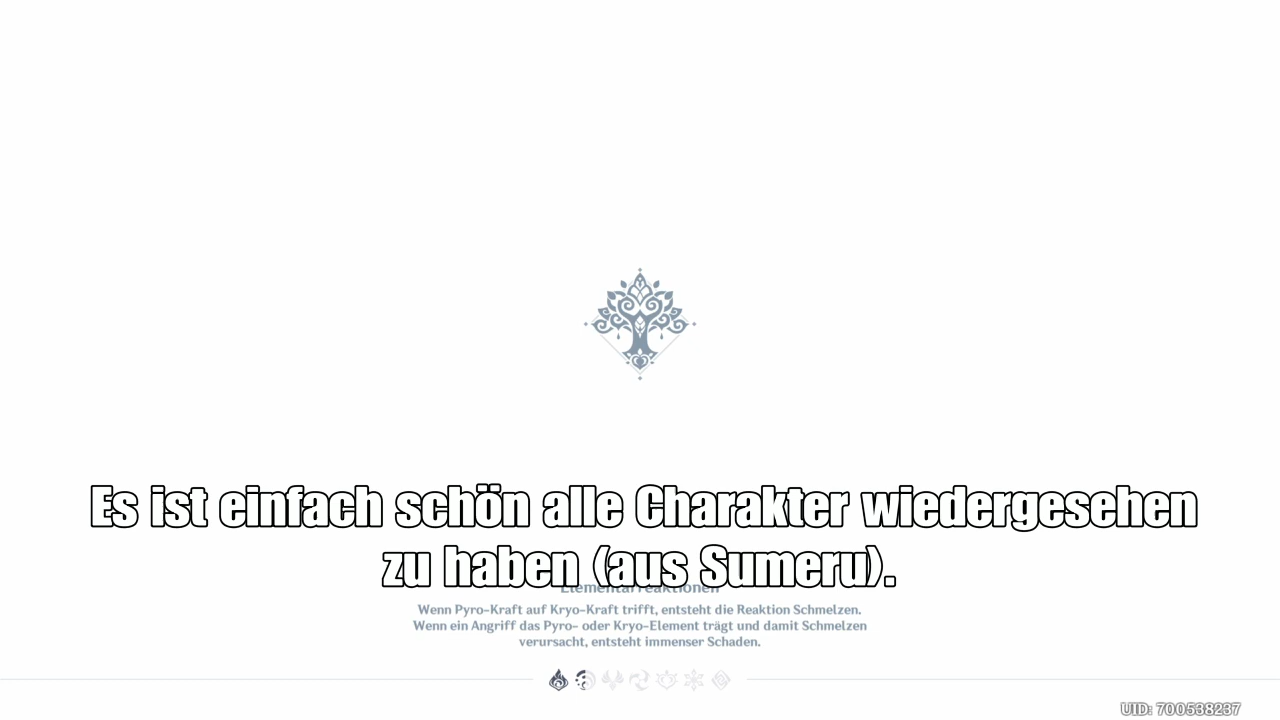 Es ist einfach schön alle Charakter wiedergesehen
zu haben (aus Sumeru).
Elementarreaktionen
Wenn Pyro-Kraft auf Kryo-Kraft trifft, entsteht die Reaktion Schmelzen.
Wenn ein Angriff das Pyro- oder Kryo-Element trägt und damit Schmelzen
verursacht, entsteht immenser Schaden.
UID: 700538237